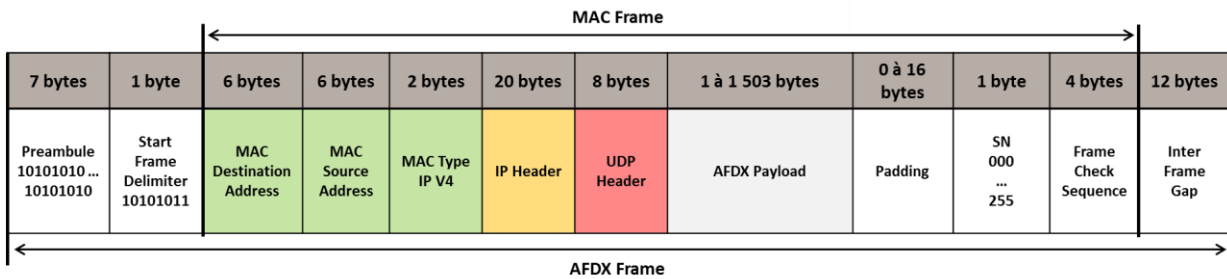 MAC Frame
7 bytes
1 byte
6 bytes
6 bytes
2 bytes
20 bytes
8 bytes
1 à 1 503 bytes
0 à 16
bytes
1 byte
4 bytes
12 bytes
Preambule
10101010 ...
10101010
Start
Frame
Delimiter
10101011
MAC
Destination
Address
MAC
Source
Address
MAC Type
IP V4
IP Header
UDP
Header
AFDX Payload
Padding
SN
000
...
255
Frame
Check
Sequence
Inter
Frame
Gap
AFDX Frame